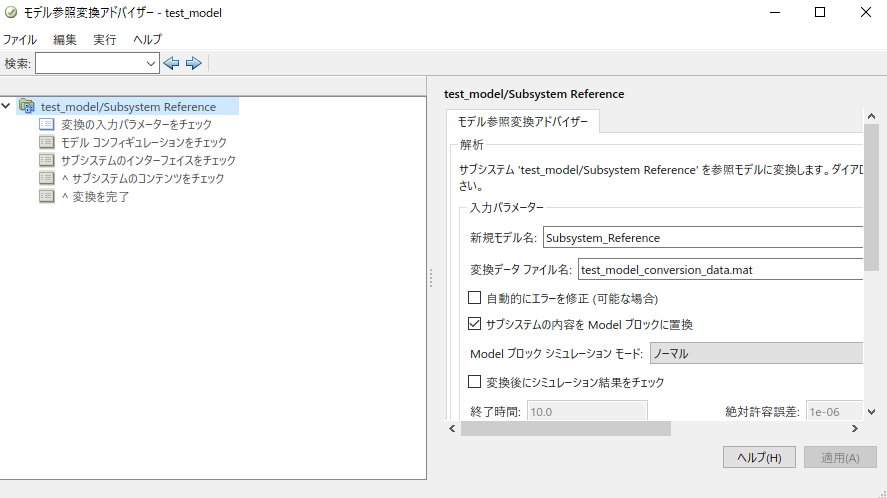 モデル参照変換アドバイザー - test_model
ファイル 編集 実行 ヘルプ
検索:
test_model/Subsystem Reference
変換の入力パラメーターをチェック
モデル コンフィギュレーションをチェック
サブシステムのインターフェイスをチェック
^ サブシステムのコンテンツをチェック
^ 変換を完了
test_model/Subsystem Reference
モデル参照変換アドバイザー
解析
サブシステム 'test_model/Subsystem Reference' を参照モデルに変換します。ダイアロ
さい。
入力パラメーター
新規モデル名: Subsystem_Reference
変換データ ファイル名: test_model_conversion_data.mat
自動的にエラーを修正 (可能な場合)
サブシステムの内容を Model ブロックに置換
Model ブロック シミュレーション モード: ノーマル
変換後にシミュレーション結果をチェック
終了時間: 10.0 絶対許容誤差: 1e-06
ヘルプ(H) 適用(A)